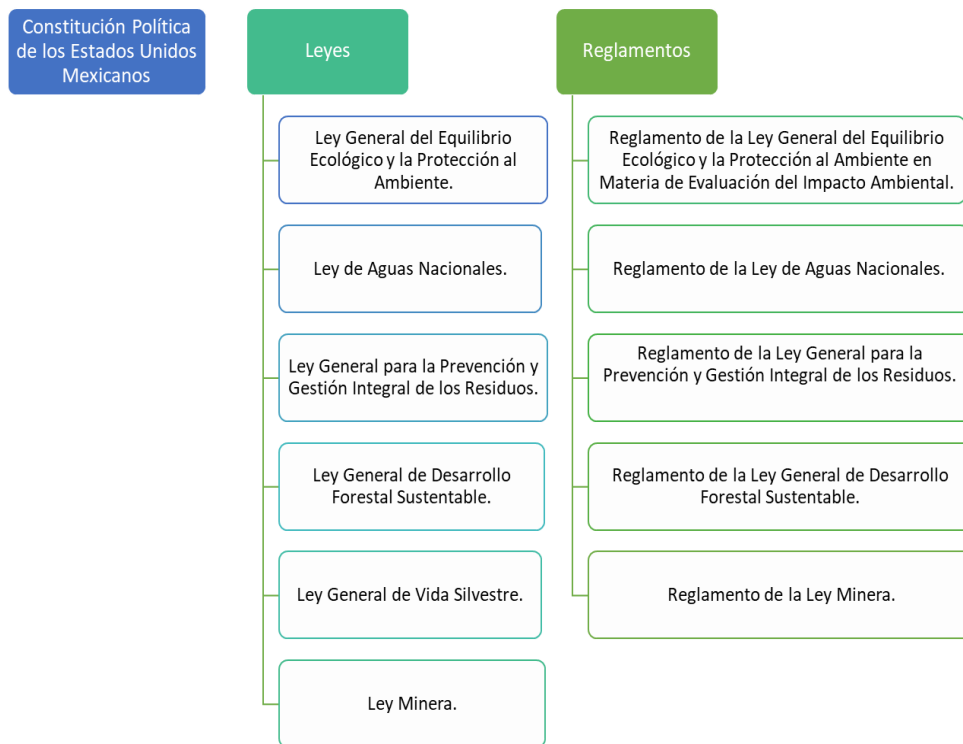 Constitución Política
de los Estados Unidos
Mexicanos
Leyes
Ley General del Equilibrio
Ecológico y la Protección al
Ambiente.
Ley de Aguas Nacionales.
Ley General para la Prevención y
Gestión Integral de los Residuos.
Ley General de Desarrollo
Forestal Sustentable.
Ley General de Vida Silvestre.
Ley Minera.
Reglamentos
Reglamento de la Ley General del Equilibrio
Ecológico y la Protección al Ambiente en
Materia de Evaluación del Impacto Ambiental.
Reglamento de la Ley de Aguas Nacionales.
Reglamento de la Ley General para la
Prevención y Gestión Integral de los Residuos.
Reglamento de la Ley General de Desarrollo
Forestal Sustentable.
Reglamento de la Ley Minera.